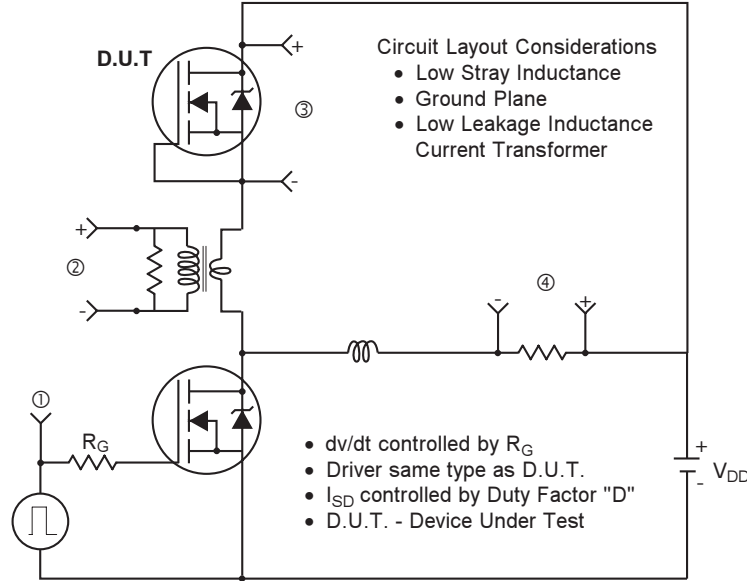 D.U.T
+
Circuit Layout Considerations
• Low Stray Inductance
• Ground Plane
• Low Leakage Inductance
Current Transformer
③
-
+
②
-
-
④
+
①
R_G
• dv/dt controlled by R_G
• Driver same type as D.U.T.
• I_SD controlled by Duty Factor "D"
• D.U.T. - Device Under Test
+
V_DD
-